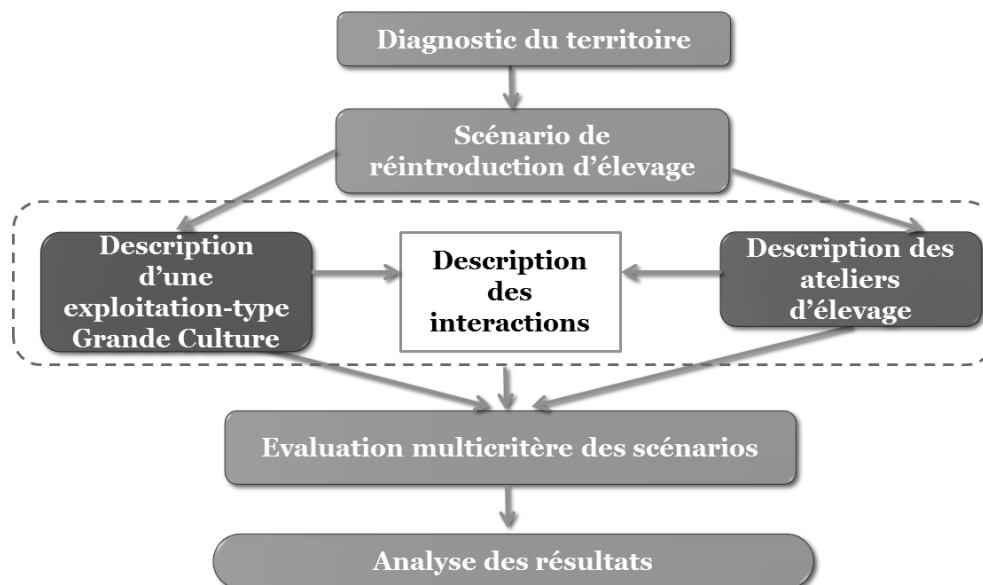 Diagnostic du territoire
Scénario de
réintroduction d’élevage
Description
d’une
exploitation-type
Grande Culture
Description
des
interactions
Description des
ateliers
d’élevage
Evaluation multicritère des scénarios
Analyse des résultats